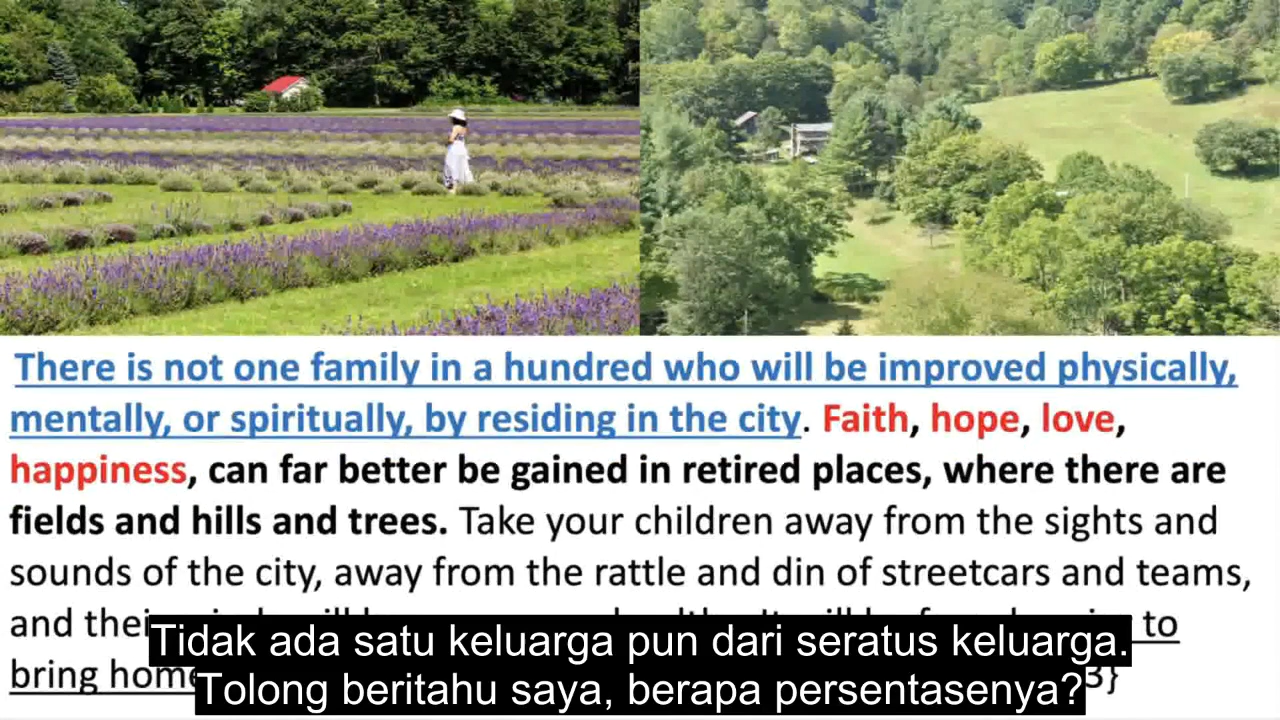 There is not one family in a hundred who will be improved physically,
mentally, or spiritually, by residing in the city. Faith, hope, love,
happiness, can far better be gained in retired places, where there are
fields and hills and trees. Take your children away from the sights and
sounds of the city, away from the rattle and din of streetcars and teams,
and to
bring home 3}
Tidak ada satu keluarga pun dari seratus keluarga.
Tolong beritahu saya, berapa persentasenya?